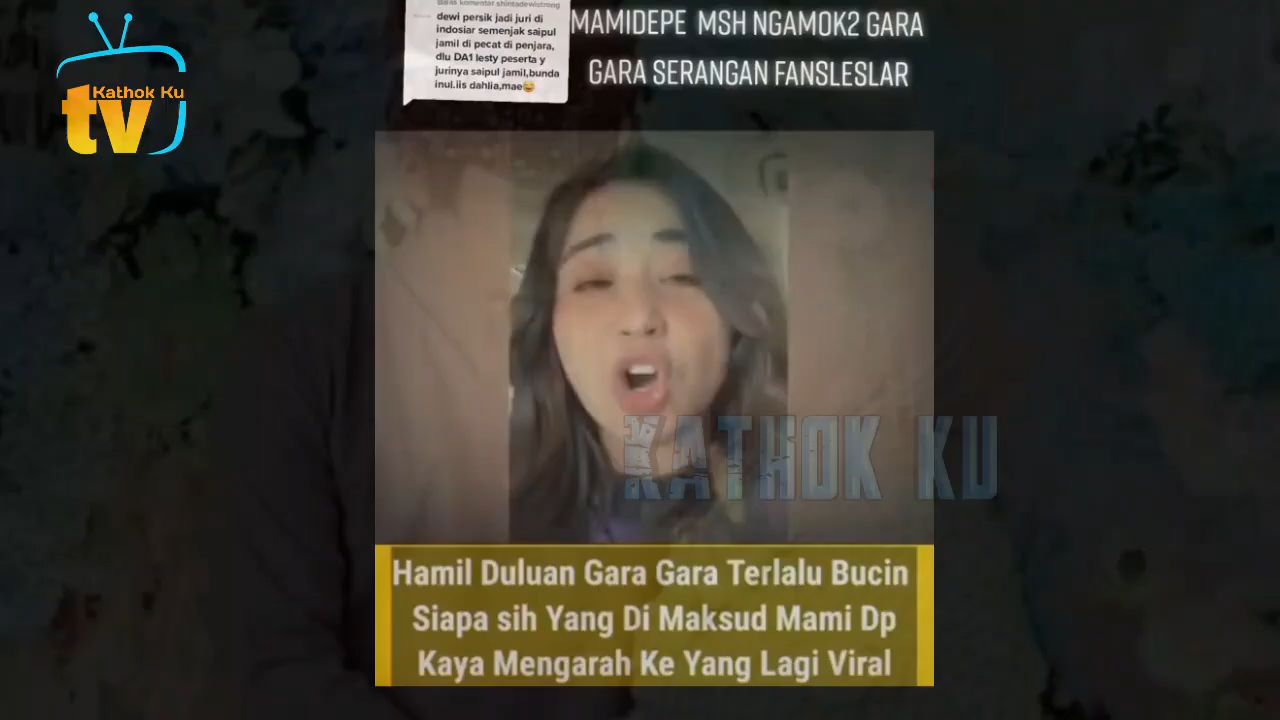 Kathok Ku
tv
komentar shintadewistrong
dewi persik jadi juri di
indosiar semenjak saipul
jamil di pecat di penjara,
dlu DA1 lesty peserta y
jurinya saipul jamil,bunda
inul.iis dahlia,mae😅
MAMIDEPE MSH NGAMOK2 GARA
GARA SERANGAN FANSLESLAR
KATHOK KU
Hamil Duluan Gara Gara Terlalu Bucin
Siapa sih Yang Di Maksud Mami Dp
Kaya Mengarah Ke Yang Lagi Viral